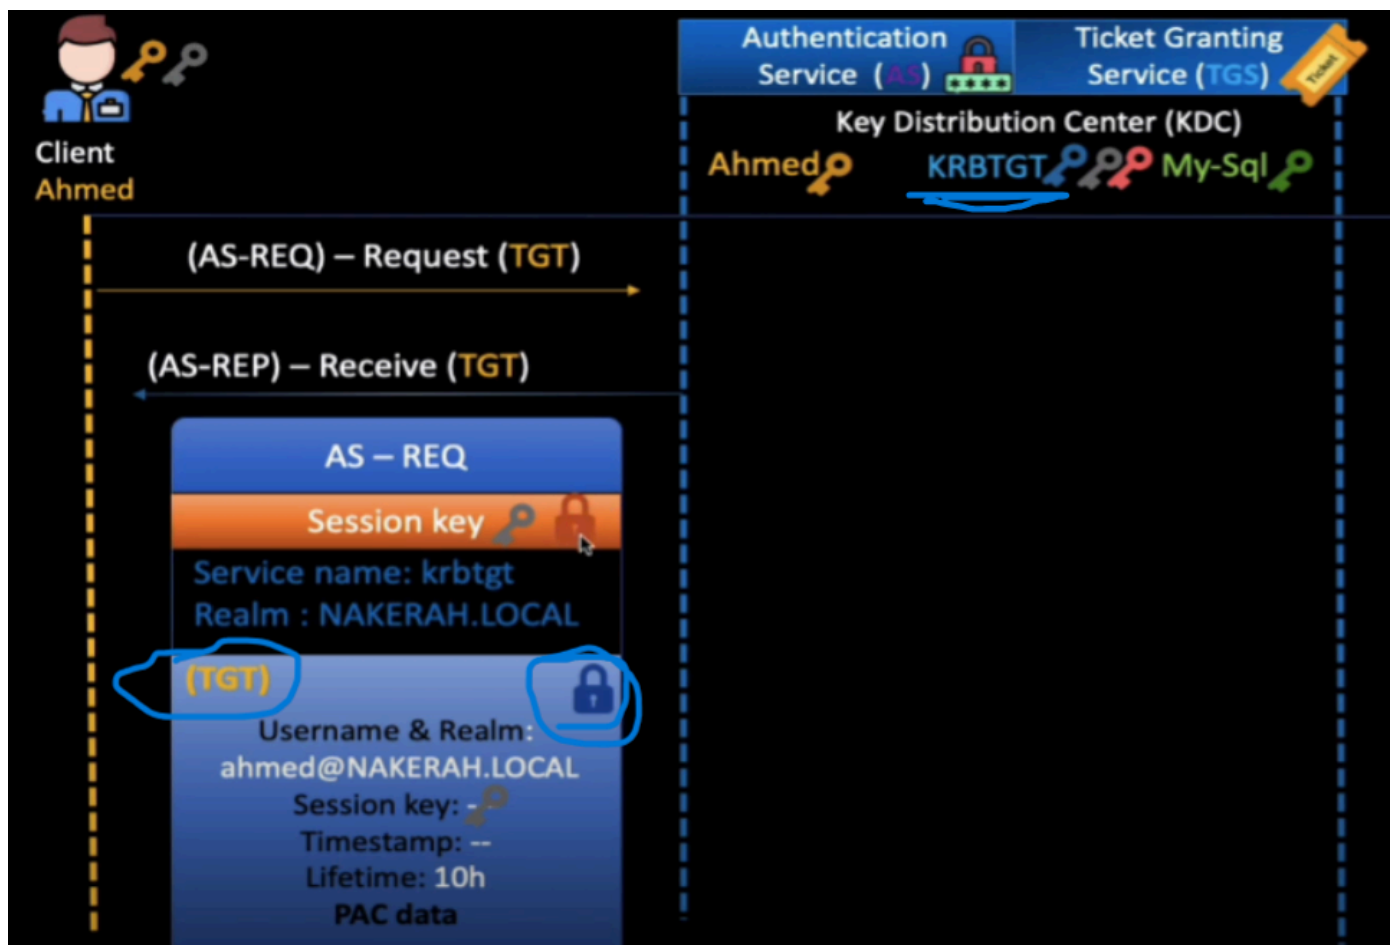 Authentication
Service (AS)
Ticket Granting
Service (TGS)
Ticket
Key Distribution Center (KDC)
Client
Ahmed
Ahmed
KRBTGT
My-Sql
(AS-REQ) – Request (TGT)
(AS-REP) – Receive (TGT)
AS – REQ
Session key
Service name: krbtgt
Realm : NAKERAH.LOCAL
(TGT)
Username & Realm:
ahmed@NAKERAH.LOCAL
Session key: -
Timestamp: --
Lifetime: 10h
PAC data